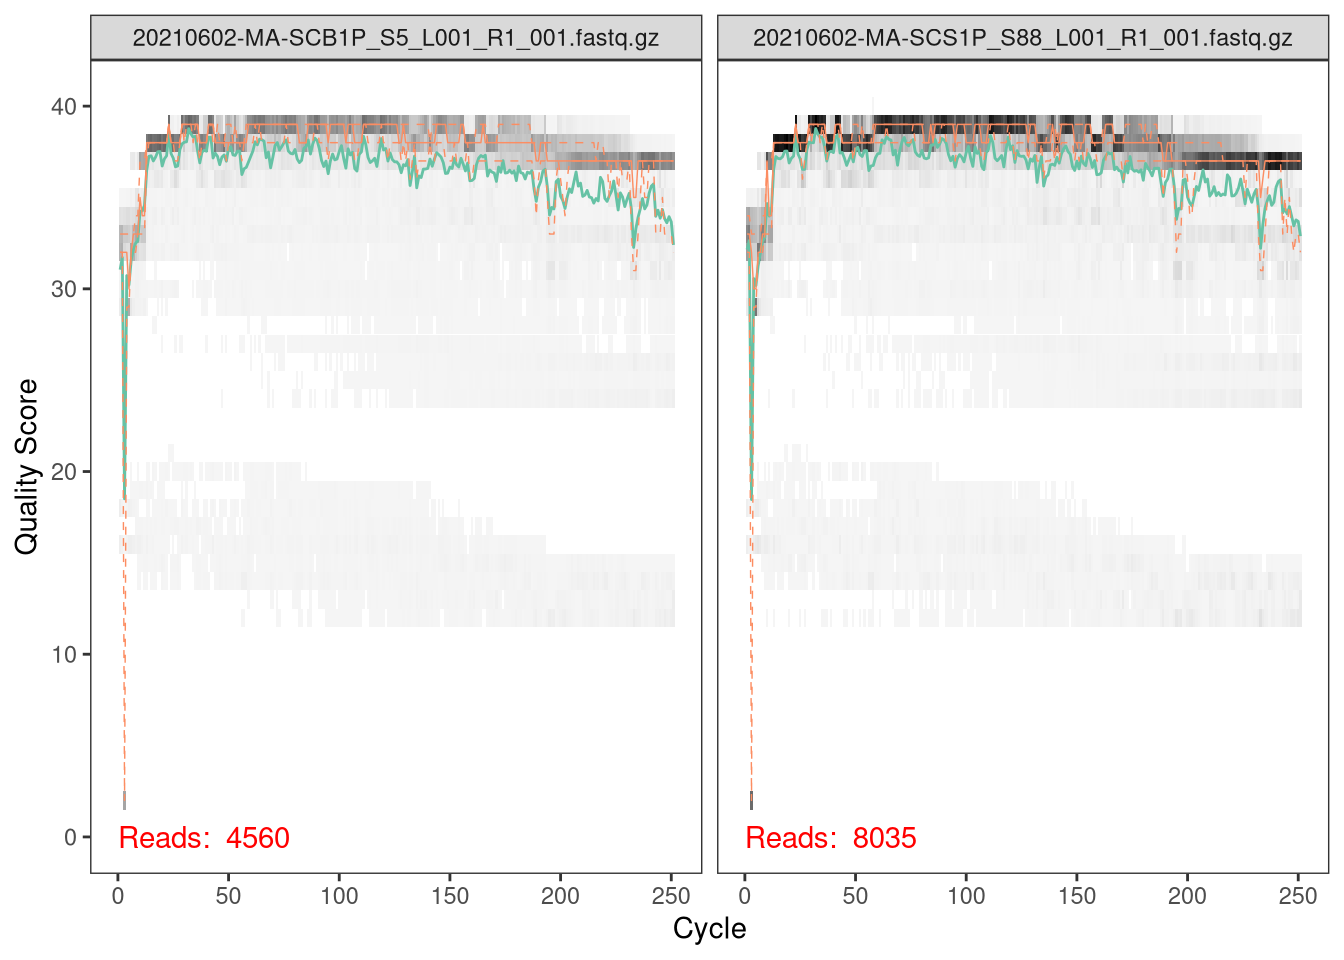 20210602-MA-SCB1P_S5_L001_R1_001.fastq.gz
20210602-MA-SCS1P_S88_L001_R1_001.fastq.gz
Quality Score
40
30
20
10
0
Reads: 4560
Reads: 8035
0 50 100 150 200 250
0 50 100 150 200 250
Cycle